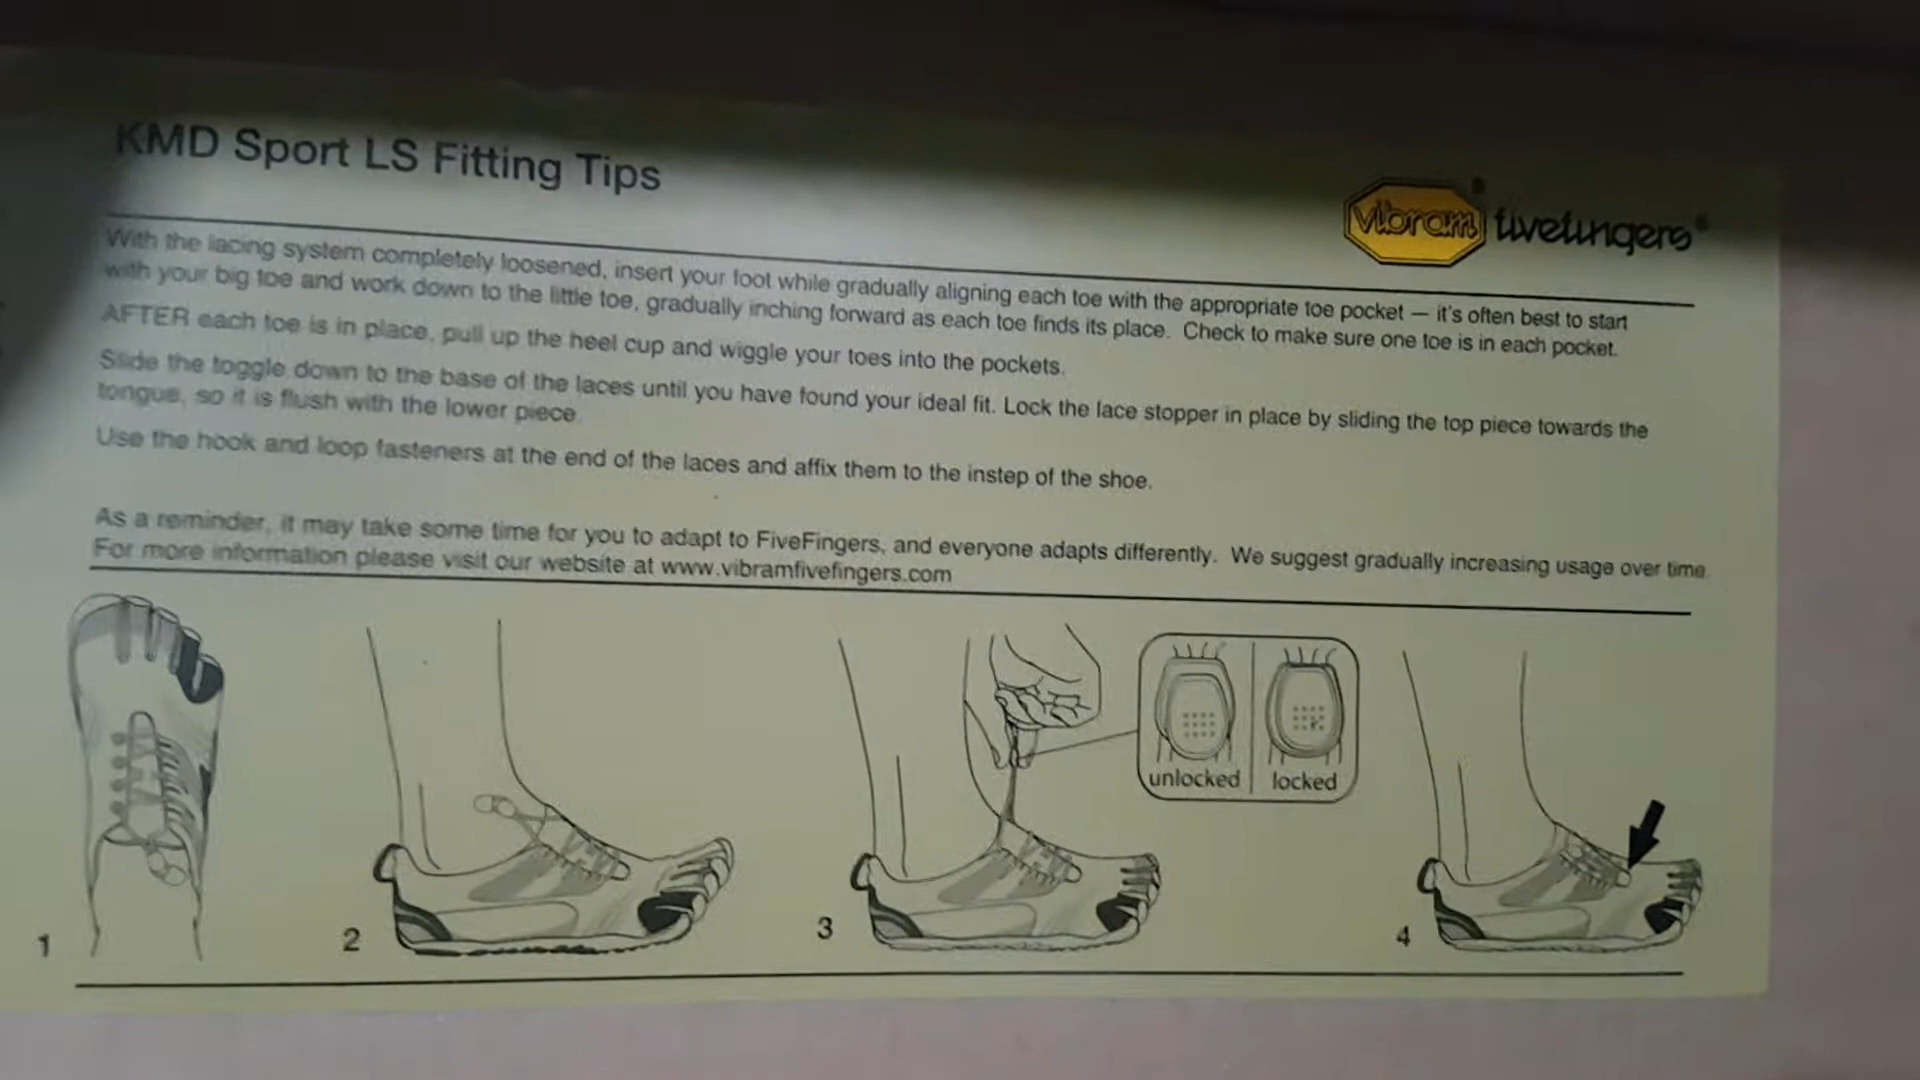 KMD Sport LS Fitting Tips
vibram fivefingers®
With the lacing system completely loosened, insert your foot while gradually aligning each toe with the appropriate toe pocket — it's often best to start
with your big toe and work down to the little toe, gradually inching forward as each toe finds its place. Check to make sure one toe is in each pocket.
AFTER each toe is in place, pull up the heel cup and wiggle your toes into the pockets.
Slide the toggle down to the base of the laces until you have found your ideal fit. Lock the lace stopper in place by sliding the top piece towards the
tongue, so it is flush with the lower piece
Use the hook and loop fasteners at the end of the laces and affix them to the instep of the shoe.
As a reminder, it may take some time for you to adapt to FiveFingers, and everyone adapts differently. We suggest gradually increasing usage over time
For more information please visit our website at www.vibramfivefingers.com
unlocked locked
1 2 3 4